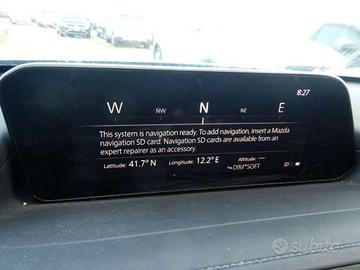 8:27
W NW N NE E
This system is navigation ready. To add navigation, insert a Mazda
navigation SD card. Navigation SD cards are available from an
expert repairer as an accessory.
Latitude: 41.7°N Longitude: 12.2°E Altitude: ----
DIM*SOFT
subito